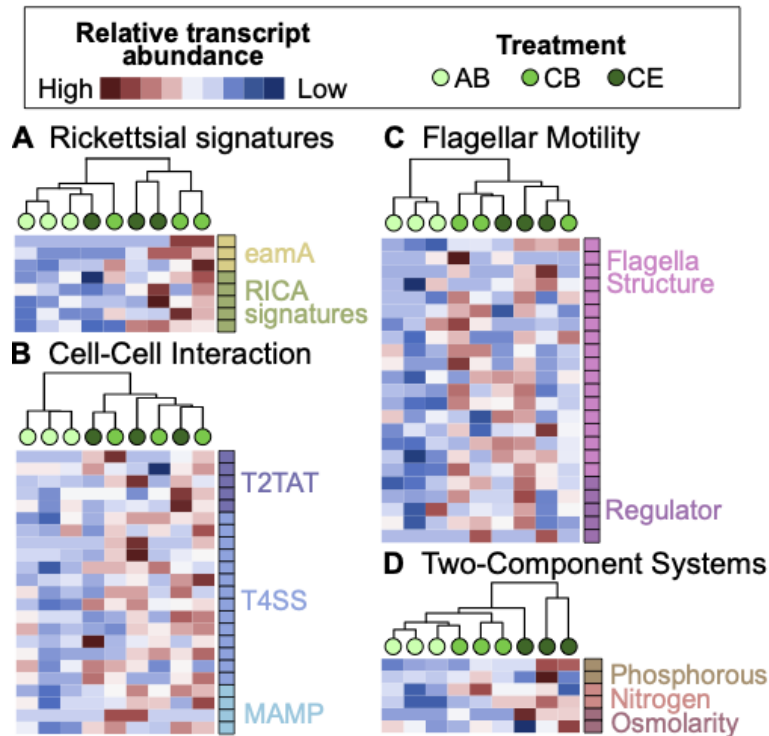 Relative transcript
abundance
High
Low
Treatment
AB
CB
CE
A Rickettsial signatures
eamA
RICA
signatures
B Cell-Cell Interaction
T2TAT
T4SS
MAMP
C Flagellar Motility
Flagella
Structure
Regulator
D Two-Component Systems
Phosphorous
Nitrogen
Osmolarity